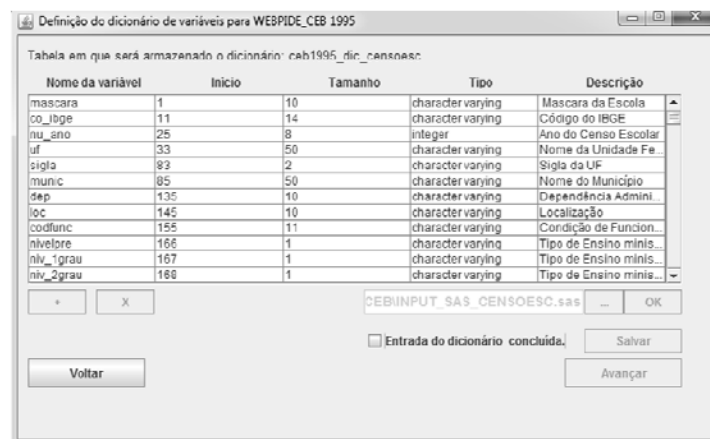 Definição do dicionário de variáveis para WEBPIDE_CEB 1995
Tabela em que será armazenado o dicionário: ceb1995_dic_censoesc
Nome da variável Início Tamanho Tipo Descrição
mascara 1 10 character varying Mascara da Escola
co_ibge 11 14 character varying Código do IBGE
nu_ano 25 8 integer Ano do Censo Escolar
uf 33 50 character varying Nome da Unidade Fe...
sigla 83 2 character varying Sigla da UF
munic 85 50 character varying Nome do Município
dep 135 10 character varying Dependência Admini...
loc 145 10 character varying Localização
codfunc 155 11 character varying Condição de Funcion...
nivelpre 166 1 character varying Tipo de Ensino minis...
niv_1grau 167 1 character varying Tipo de Ensino minis...
niv_2grau 168 1 character varying Tipo de Ensino minis...
+ X CEB\INPUT_SAS_CENSOESC.sas ... OK
Entrada do dicionário concluída. Salvar
Voltar Avançar